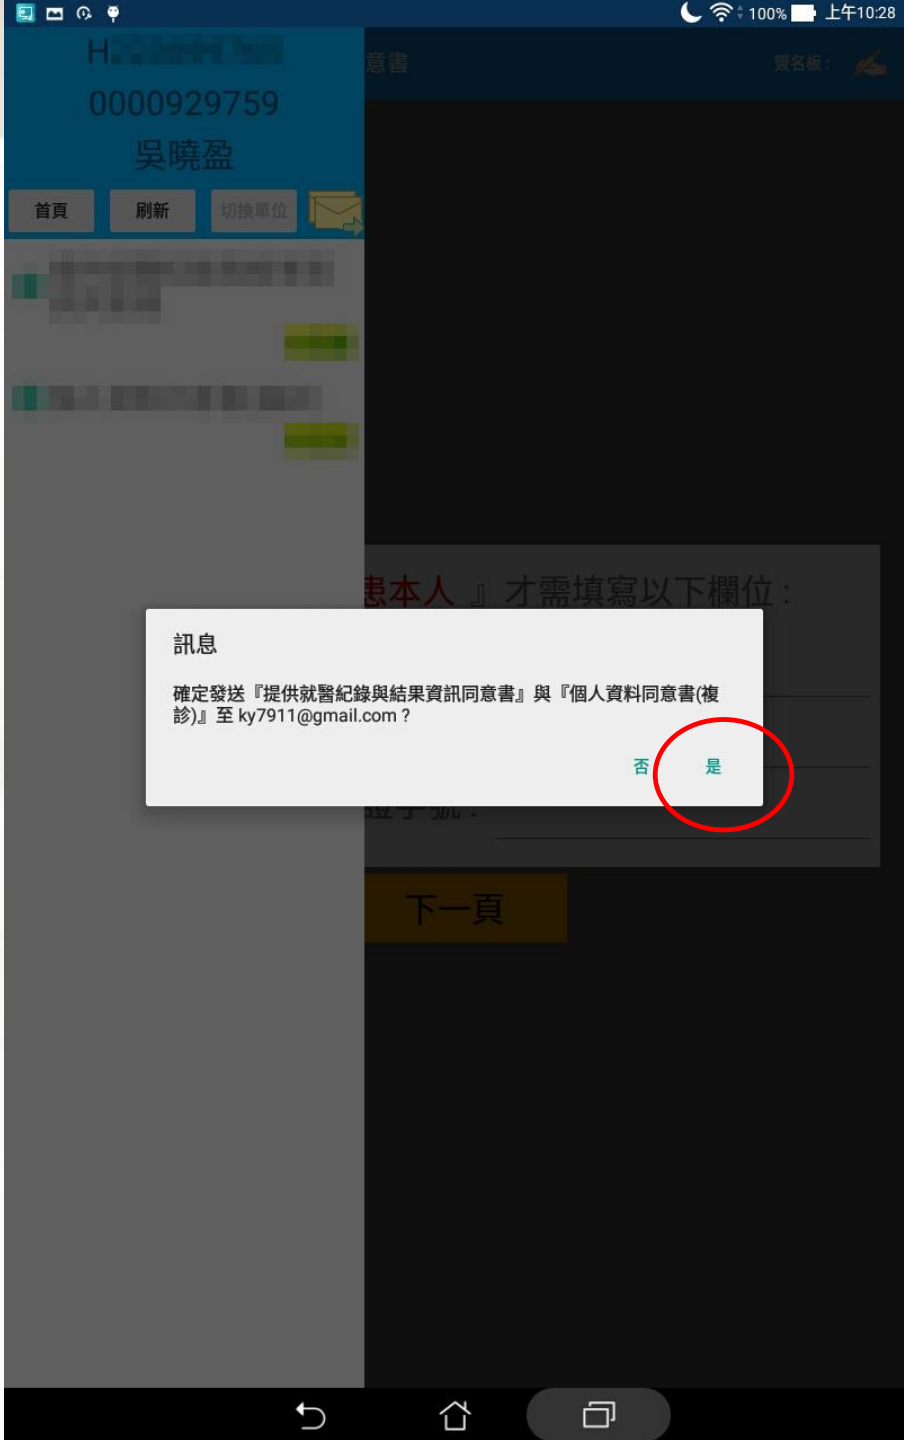 100% 上午10:28
H
0000929759
吳曉盈
意書
簽名板：
首頁 刷新 切換單位
患本人 』才需填寫以下欄位：
訊息
確定發送『提供就醫紀錄與結果資訊同意書』與『個人資料同意書(複
診)』至 ky7911@gmail.com ?
否 是
證字號：
下一頁